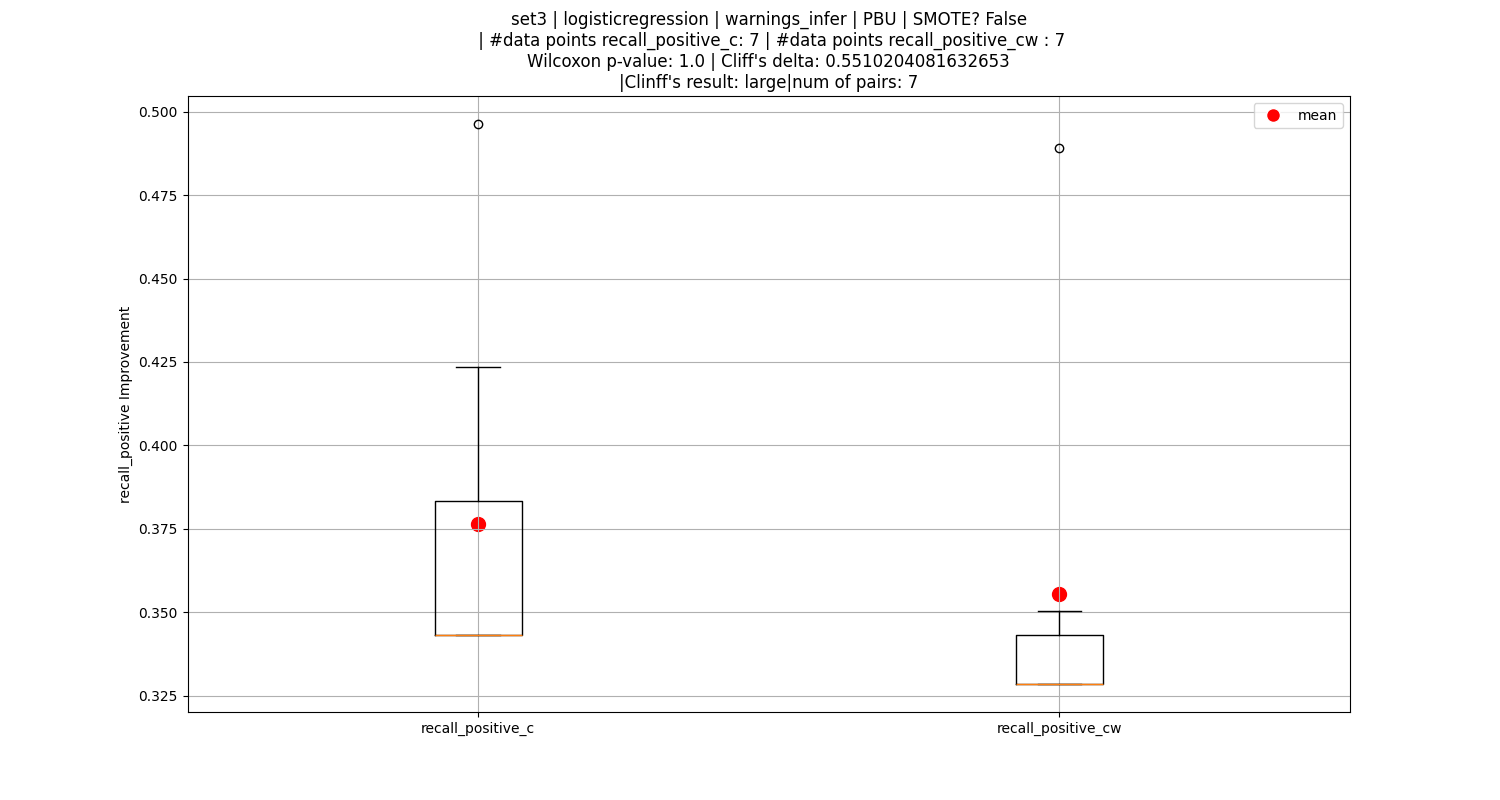 set3 | logisticregression | warnings_infer | PBU | SMOTE? False
| #data points recall_positive_c: 7 | #data points recall_positive_cw : 7
Wilcoxon p-value: 1.0 | Cliff's delta: 0.5510204081632653
|Clinff's result: large|num of pairs: 7
mean
0.500
0.475
0.450
0.425
0.400
0.375
0.350
0.325
recall_positive Improvement
recall_positive_c
recall_positive_cw